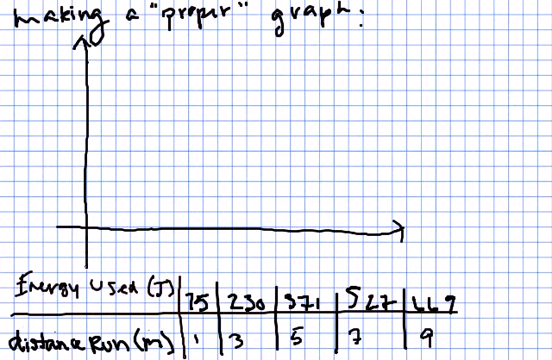 making a "proper" graph:
Energy Used (J) 75 230 371 527 669
distance Run (m) 1 3 5 7 9